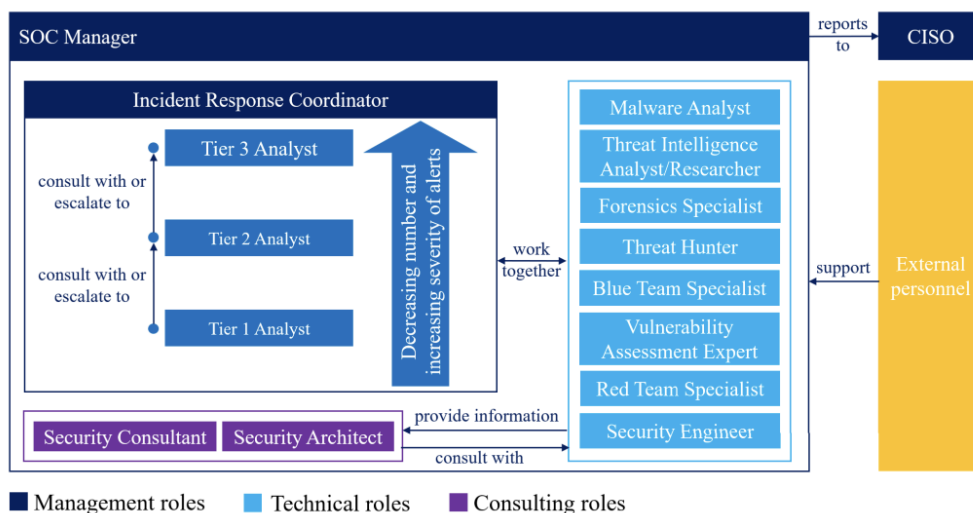 SOC Manager
reports
to
CISO
Incident Response Coordinator
Tier 3 Analyst
consult with or
escalate to
Tier 2 Analyst
consult with or
escalate to
Tier 1 Analyst
Decreasing number and
increasing severity of alerts
work
together
Malware Analyst
Threat Intelligence
Analyst/Researcher
Forensics Specialist
Threat Hunter
Blue Team Specialist
Vulnerability
Assessment Expert
Red Team Specialist
Security Engineer
support
External
personnel
provide information
Security Consultant
Security Architect
consult with
Management roles
Technical roles
Consulting roles